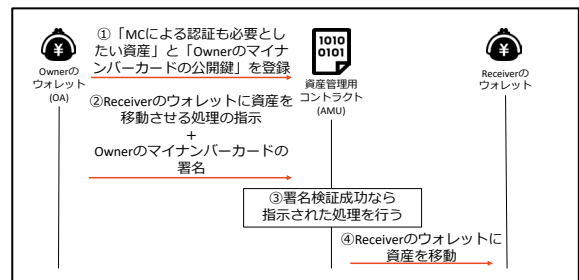 ①「MCによる認証も必要とし
たい資産」と「Ownerのマイナ
ンバーカードの公開鍵」を登録
¥
Ownerの
ウォレット
(OA)
1010
0101
資産管理用
コントラクト
(AMU)
¥
Receiverの
ウォレット
②Receiverのウォレットに資産を
移動させる処理の指示
+
Ownerのマイナンバーカードの
署名
③署名検証成功なら
指示された処理を行う
④Receiverのウォレットに
資産を移動